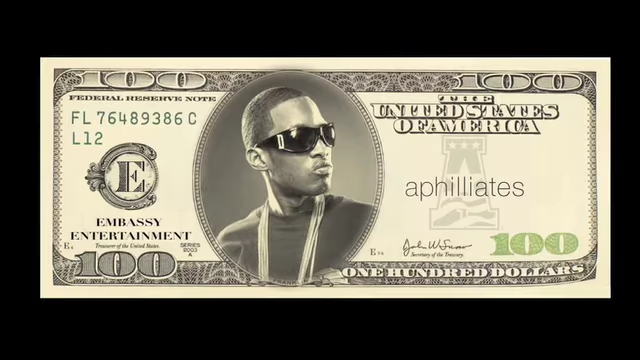 100
100
FEDERAL RESERVE NOTE
THE
UNITED STATES
OF AMERICA
FL 76489386 C
L12
E
aphilliates
EMBASSY
ENTERTAINMENT
Treasurer of the United States.
SERIES
2003
A
Secretary of the Treasury.
100
100
ONE HUNDRED DOLLARS